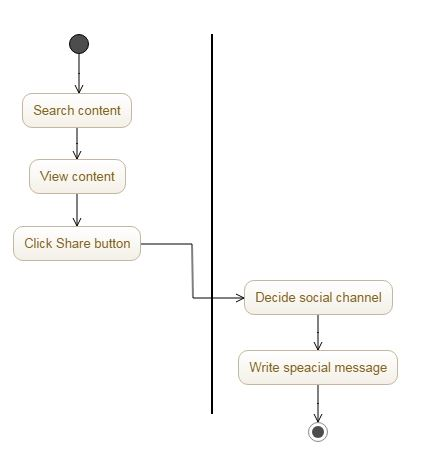 Search content
View content
Click Share button
Decide social channel
Write speacial message